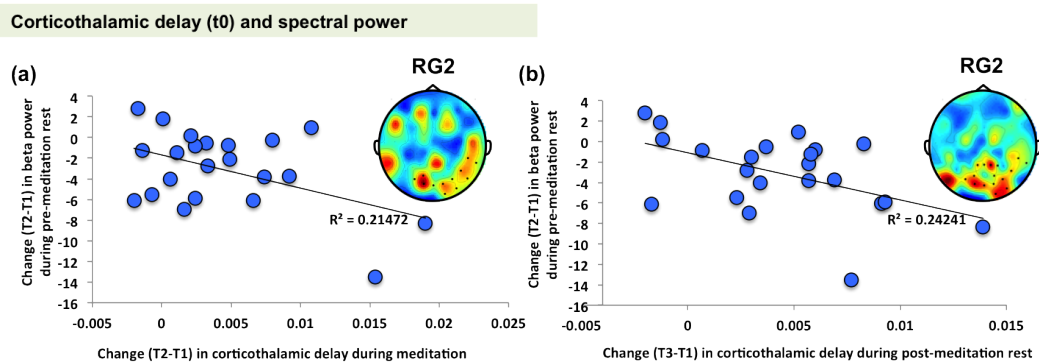 Corticothalamic delay (t0) and spectral power
(a)
RG2
Change (T2-T1) in beta power
during pre-meditation rest
4
2
0
-2
-4
-6
-8
-10
-12
-14
-16
R² = 0.21472
-0.005
0
0.005
0.01
0.015
0.02
0.025
Change (T2-T1) in corticothalamic delay during meditation
(b)
RG2
Change (T2-T1) in beta power
during pre-meditation rest
4
2
0
-2
-4
-6
-8
-10
-12
-14
-16
R² = 0.24241
-0.005
0
0.005
0.01
0.015
Change (T3-T1) in corticothalamic delay during post-meditation rest